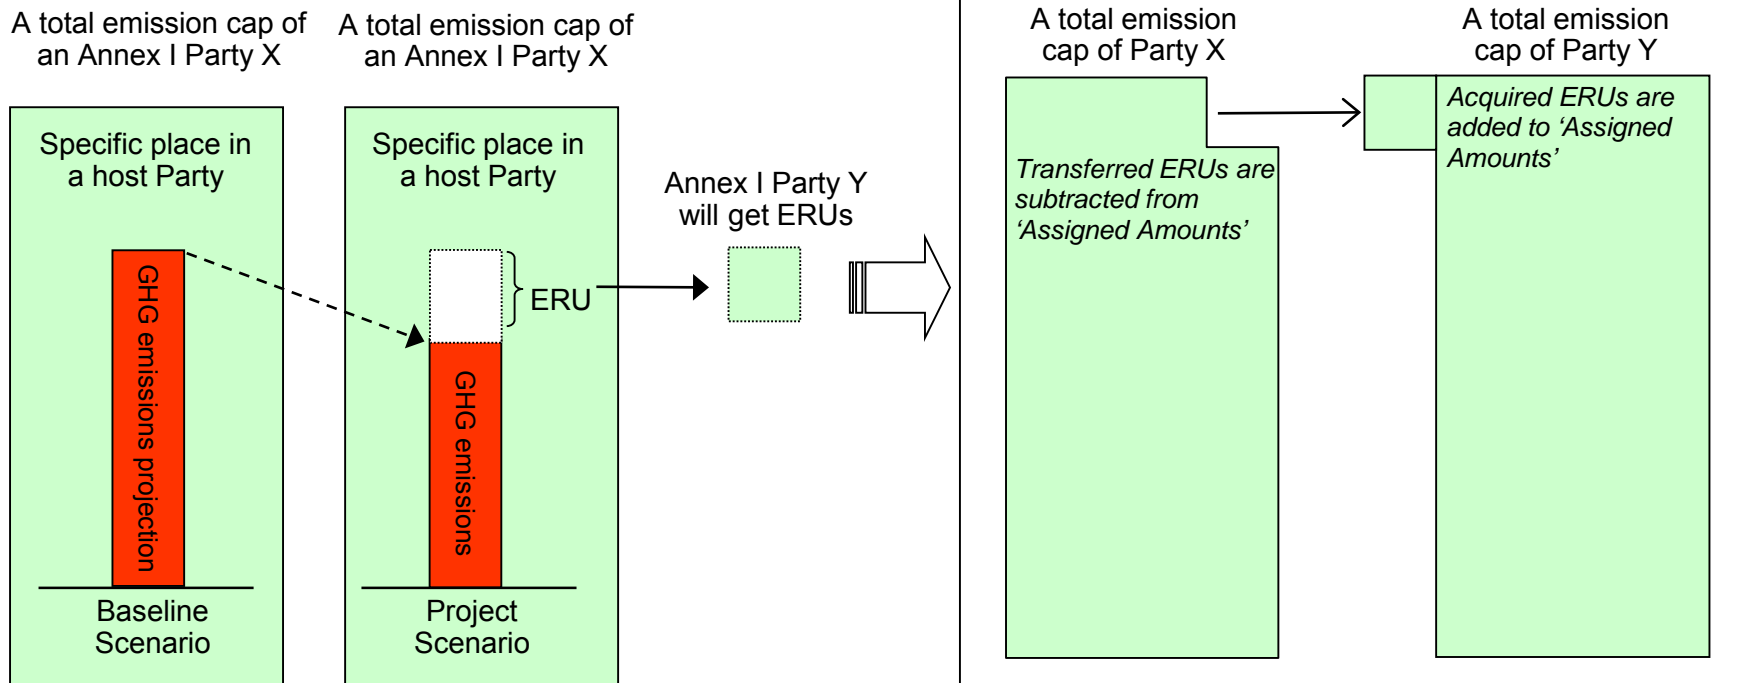 A total emission cap of
an Annex I Party X
Specific place in
a host Party
GHG emissions projection
Baseline
Scenario
A total emission cap of
an Annex I Party X
Specific place in
a host Party
ERU
GHG emissions
Project
Scenario
Annex I Party Y
will get ERUs
A total emission
cap of Party X
Transferred ERUs are
subtracted from
‘Assigned Amounts’
A total emission
cap of Party Y
Acquired ERUs are
added to ‘Assigned
Amounts’